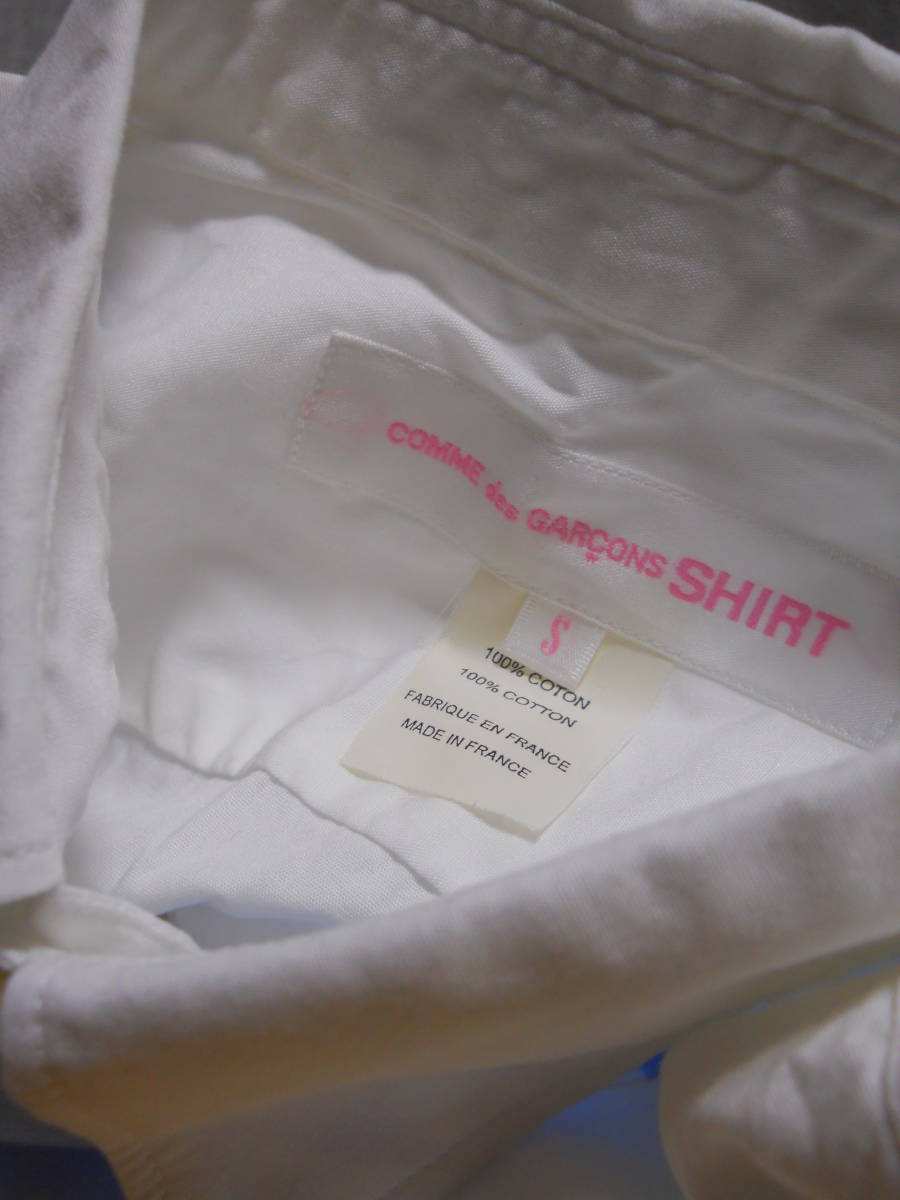 COMME des GARÇONS SHIRT
S
100% COTON
100% COTTON
FABRIQUE EN FRANCE
MADE IN FRANCE